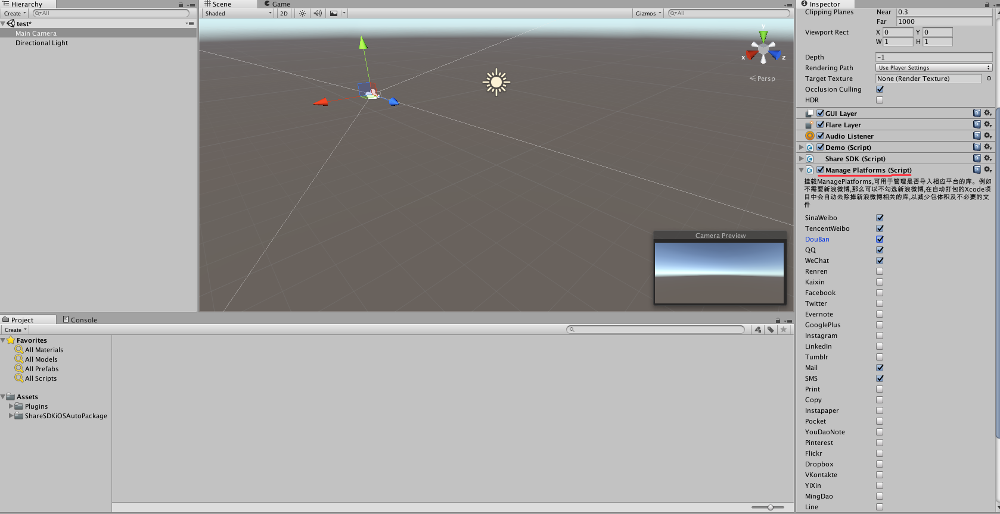 Hierarchy
Create
All
test*
Main Camera
Directional Light
Scene
Game
Shaded
2D
Gizmos
All
y
x
z
Persp
Camera Preview
Project
Console
Create
Favorites
All Materials
All Models
All Prefabs
All Scripts
Assets
Plugins
ShareSDKiOSAutoPackage
Inspector
Clipping Planes Near 0.3
Far 1000
Viewport Rect X 0 Y 0
W 1 H 1
Depth -1
Rendering Path Use Player Settings
Target Texture None (Render Texture)
Occlusion Culling
HDR
GUI Layer
Flare Layer
Audio Listener
Demo (Script)
Share SDK (Script)
Manage Platforms (Script)
挂载ManagePlatforms,可用于管理是否导入相应平台的库。例如
不需要新浪微博,那么可以不勾选新浪微博,在自动打包的Xcode项
目中会自动去除掉新浪微博相关的库,以减少包体积及不必要的文
件
SinaWeibo
TencentWeibo
DouBan
QQ
WeChat
Renren
Kaixin
Facebook
Twitter
Evernote
GooglePlus
Instagram
LinkedIn
Tumblr
Mail
SMS
Print
Copy
Instapaper
Pocket
YouDaoNote
Pinterest
Flickr
Dropbox
VKontakte
YiXin
MingDao
Line